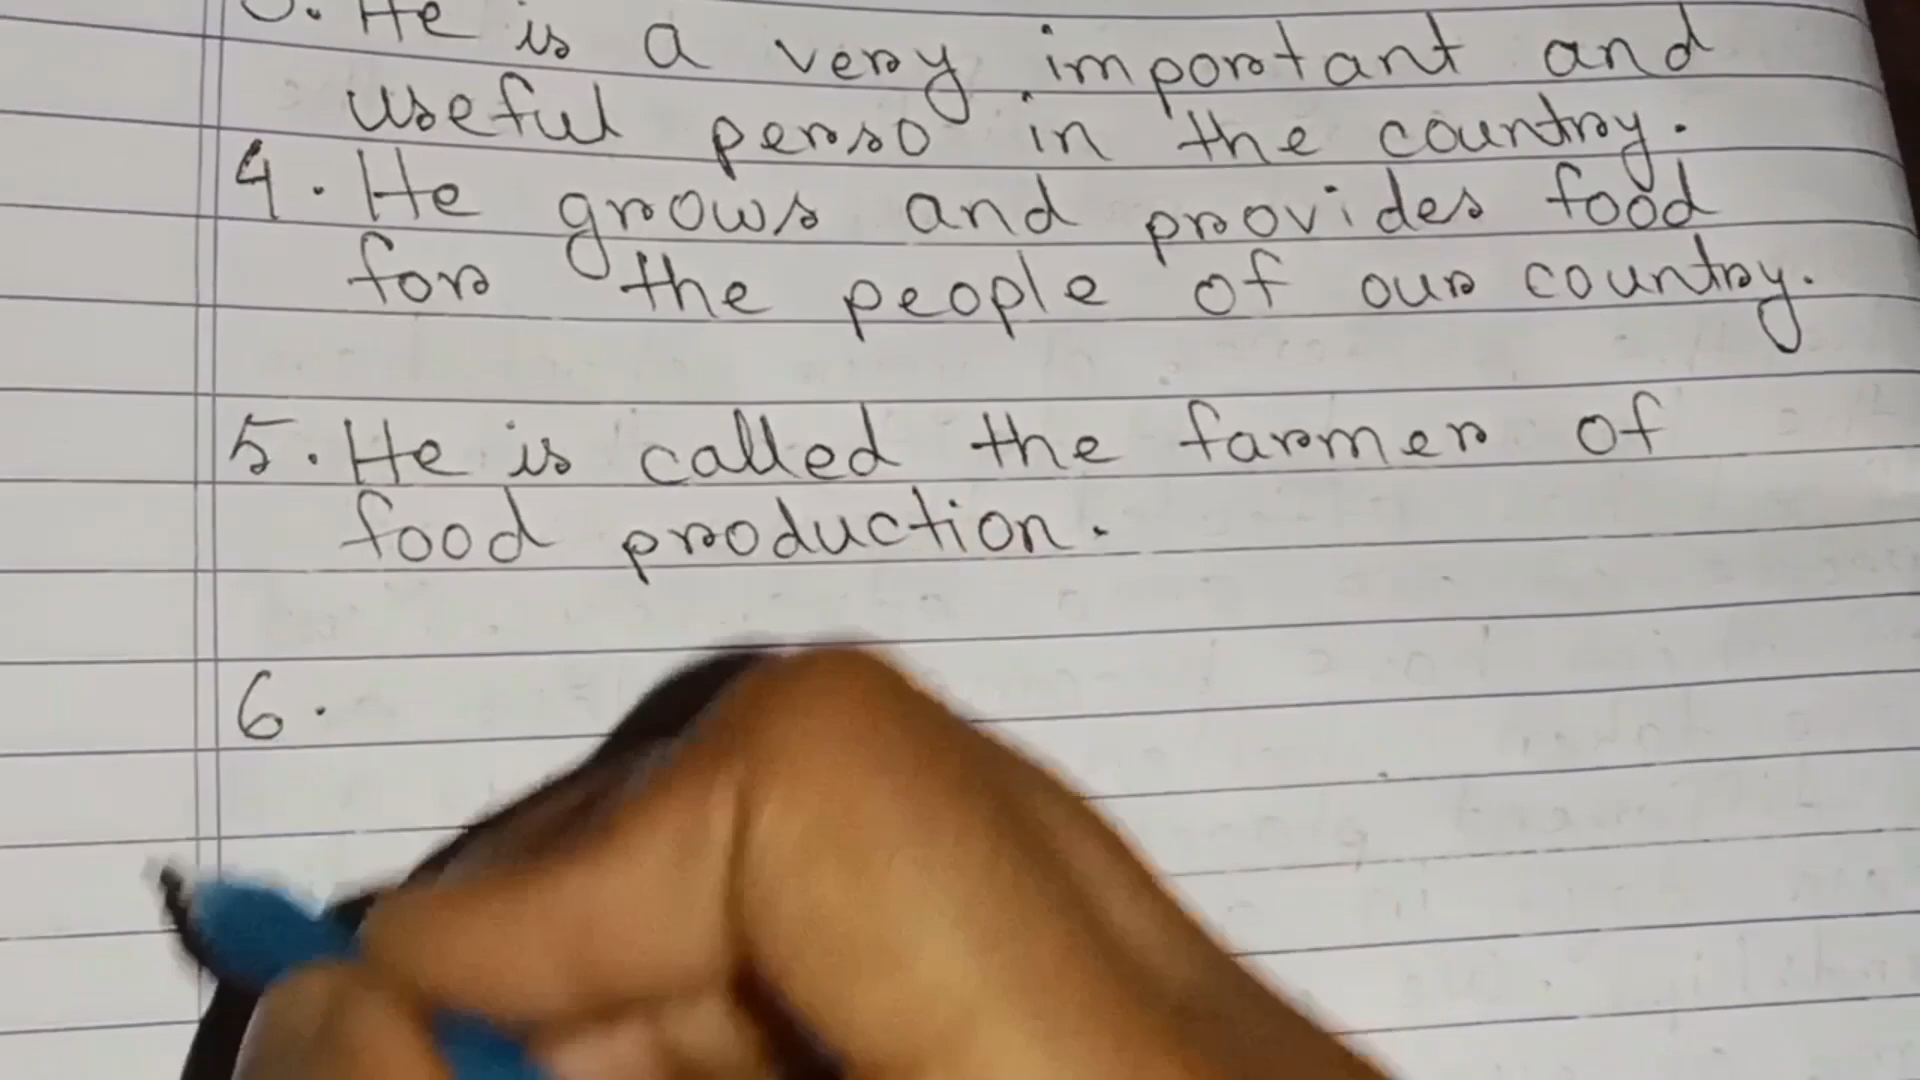 3. He is a very important and
useful perso in the country.
4. He grows and provides food
for the people of our country.
5. He is called the farmer of
food production.
6.